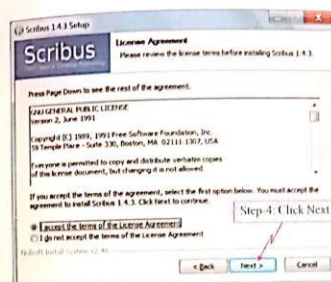 Scribus 1.4.3 Setup
Scribus
License Agreement
Please review the license terms before installing Scribus 1.4.3.
Press Page Down to see the rest of the agreement.
GNU GENERAL PUBLIC LICENSE
Version 2, June 1991
Copyright (C) 1989, 1991 Free Software Foundation, Inc.
59 Temple Place - Suite 330, Boston, MA 02111-1307, USA
Everyone is permitted to copy and distribute verbatim copies
of this license document, but changing it is not allowed.
If you accept the terms of the agreement, select the first option below. You must accept the
agreement to install Scribus 1.4.3. Click Next to continue.
Step-4: Click Next
I accept the terms of the License Agreement
I do not accept the terms of the License Agreement
Nullsoft Install System
< Back
Next >
Cancel